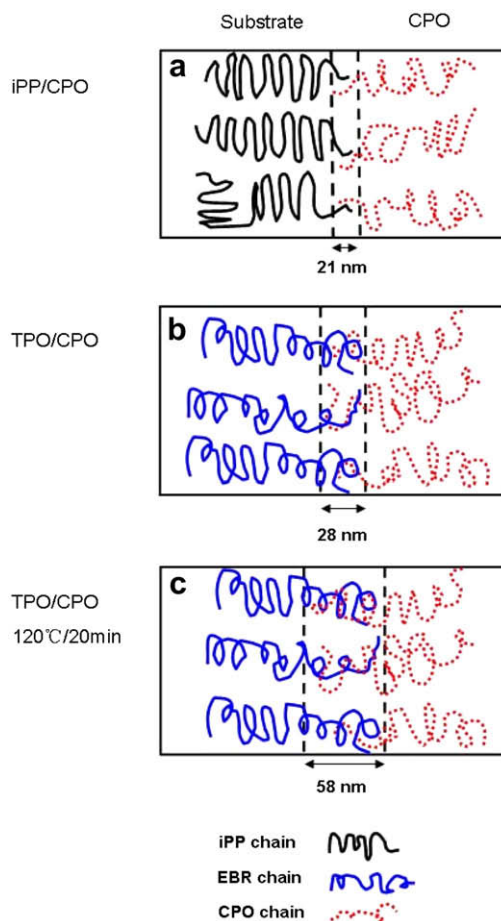 Substrate CPO
iPP/CPO
a
21 nm
TPO/CPO
b
28 nm
TPO/CPO
120℃/20min
c
58 nm
iPP chain
EBR chain
CPO chain